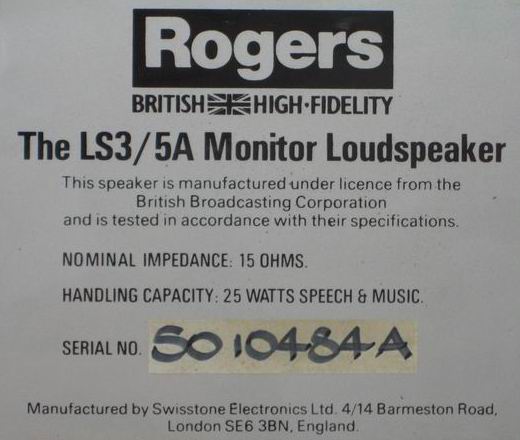 Rogers
BRITISH HIGH·FIDELITY
The LS3/5A Monitor Loudspeaker
This speaker is manufactured under licence from the
British Broadcasting Corporation
and is tested in accordance with their specifications.
NOMINAL IMPEDANCE: 15 OHMS.
HANDLING CAPACITY: 25 WATTS SPEECH & MUSIC.
SERIAL NO. SO10484A
Manufactured by Swisstone Electronics Ltd. 4/14 Barmeston Road,
London SE6 3BN, England.